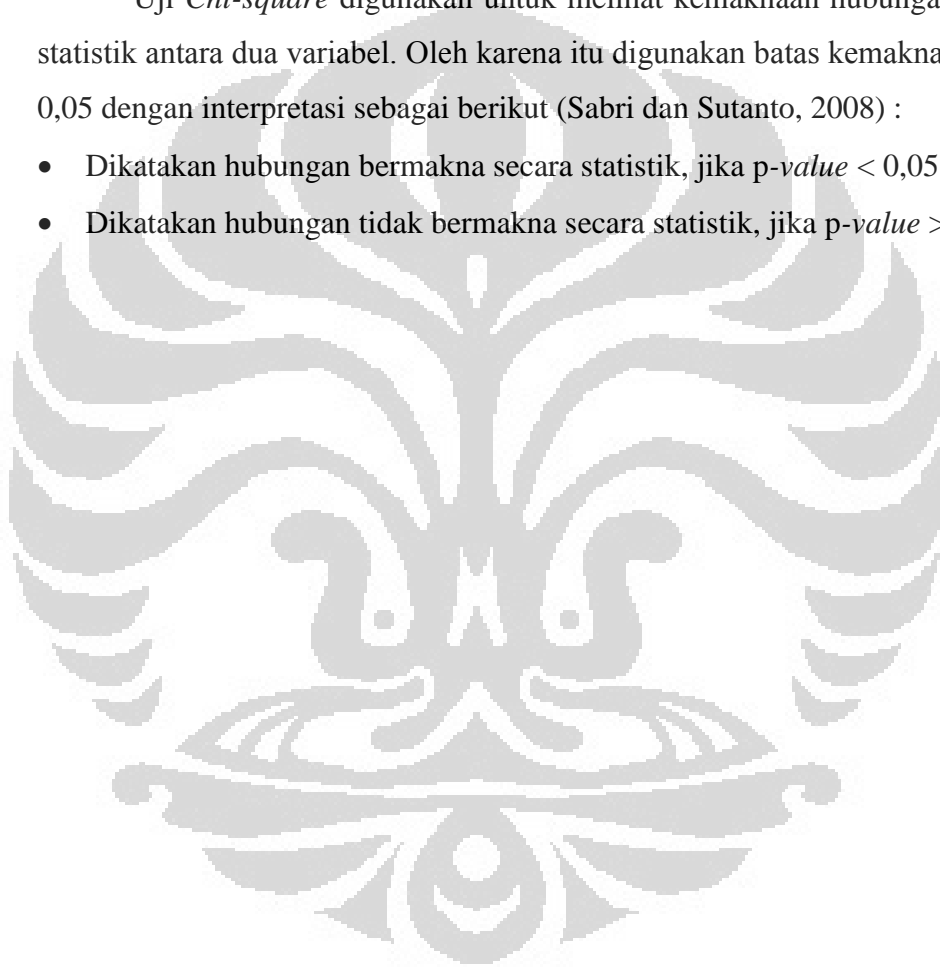 Uji Chi-square digunakan untuk melihat kemaknaan hubunga
statistik antara dua variabel. Oleh karena itu digunakan batas kemakna
0,05 dengan interpretasi sebagai berikut (Sabri dan Sutanto, 2008) :
• Dikatakan hubungan bermakna secara statistik, jika p-value < 0,05
• Dikatakan hubungan tidak bermakna secara statistik, jika p-value >